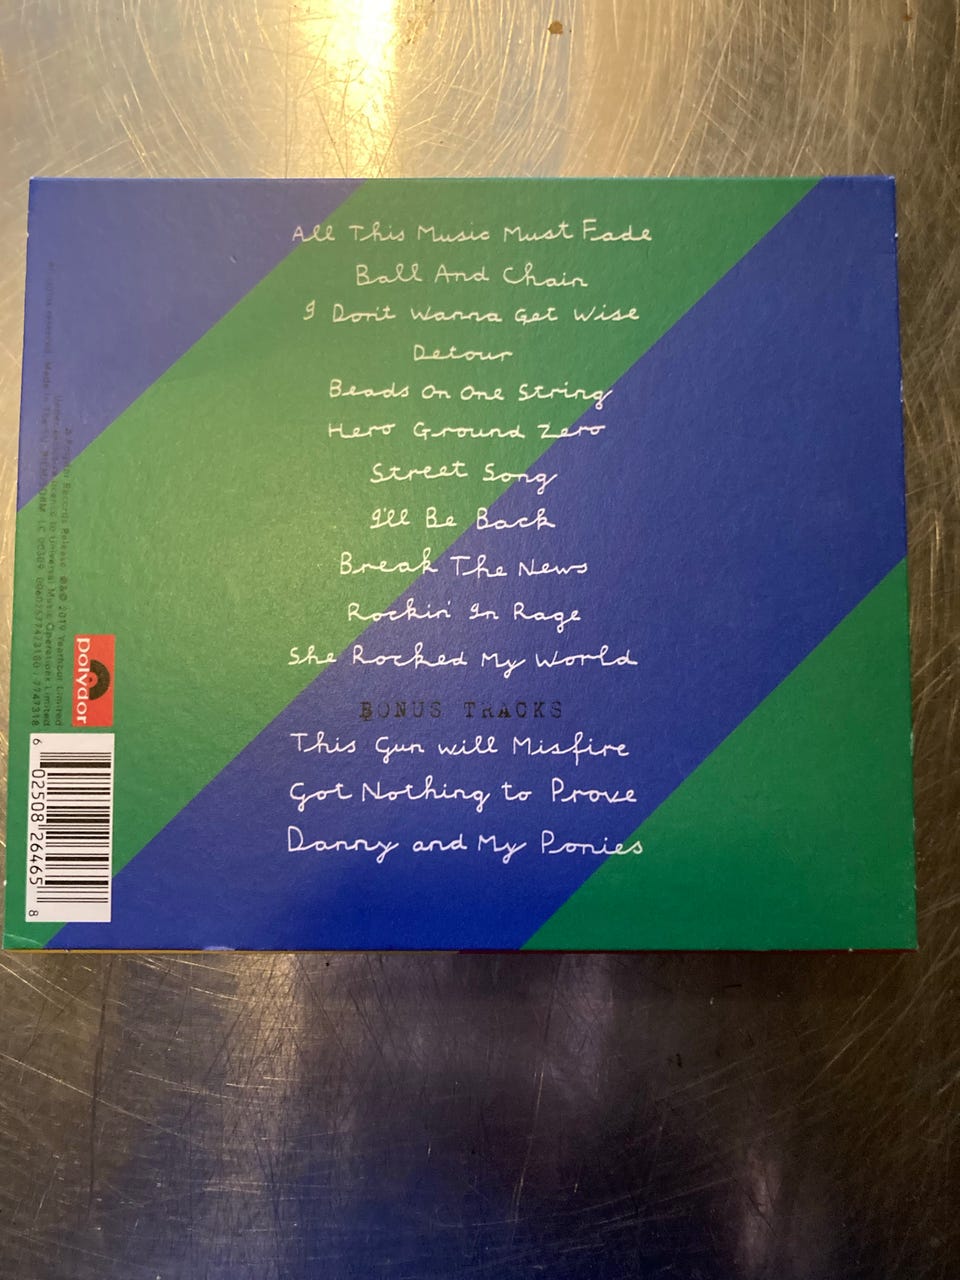 All This Music Must Fade
Ball And Chain
I Don't Wanna Get Wise
Detour
Beads On One String
Hero Ground Zero
Street Song
I'll Be Back
Break The News
Rockin' In Rage
She Rocked My World
BONUS TRACKS
This Gun will Misfire
Got Nothing to Prove
Danny and My Ponies
polydor
6 02508 26465 8